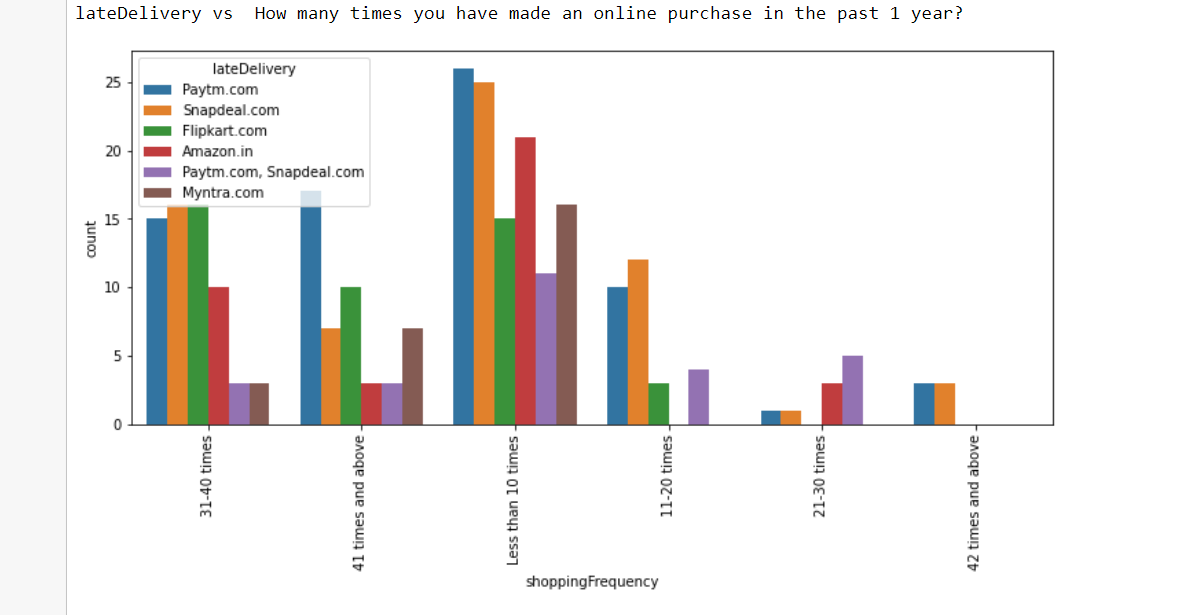 lateDelivery vs  How many times you have made an online purchase in the past 1 year?
lateDelivery
Paytm.com
Snapdeal.com
Flipkart.com
Amazon.in
Paytm.com, Snapdeal.com
Myntra.com
25
20
15
10
5
0
count
31-40 times
41 times and above
Less than 10 times
11-20 times
21-30 times
42 times and above
shoppingFrequency